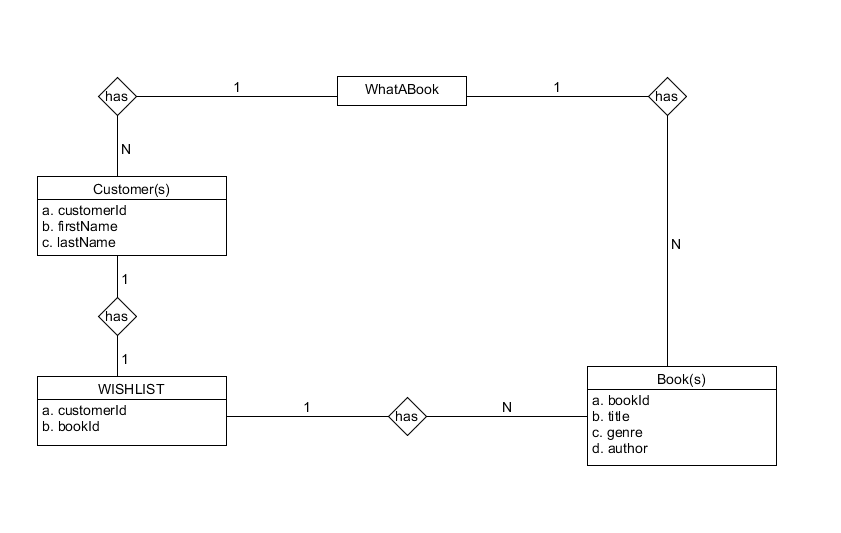 1
WhatABook
1
has
has
N
Customer(s)
a. customerId
b. firstName
c. lastName
N
1
has
1
WISHLIST
a. customerId
b. bookId
1
has
N
Book(s)
a. bookId
b. title
c. genre
d. author